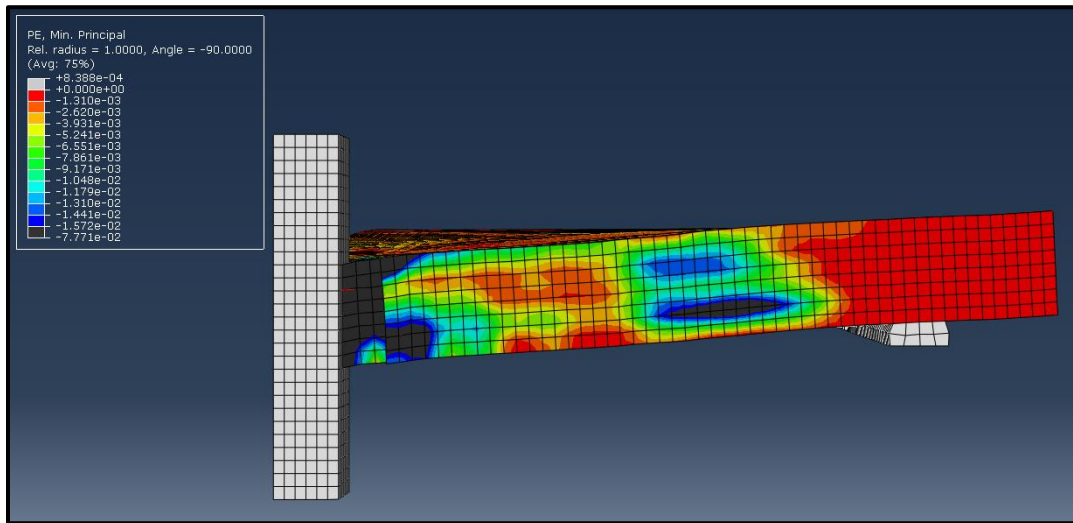 PE, Min. Principal
Rel. radius = 1.0000, Angle = -90.0000
(Avg: 75%)
+8.388e-04
+0.000e+00
-1.310e-03
-2.620e-03
-3.931e-03
-5.241e-03
-6.551e-03
-7.861e-03
-9.171e-03
-1.048e-02
-1.179e-02
-1.310e-02
-1.441e-02
-1.572e-02
-7.771e-02